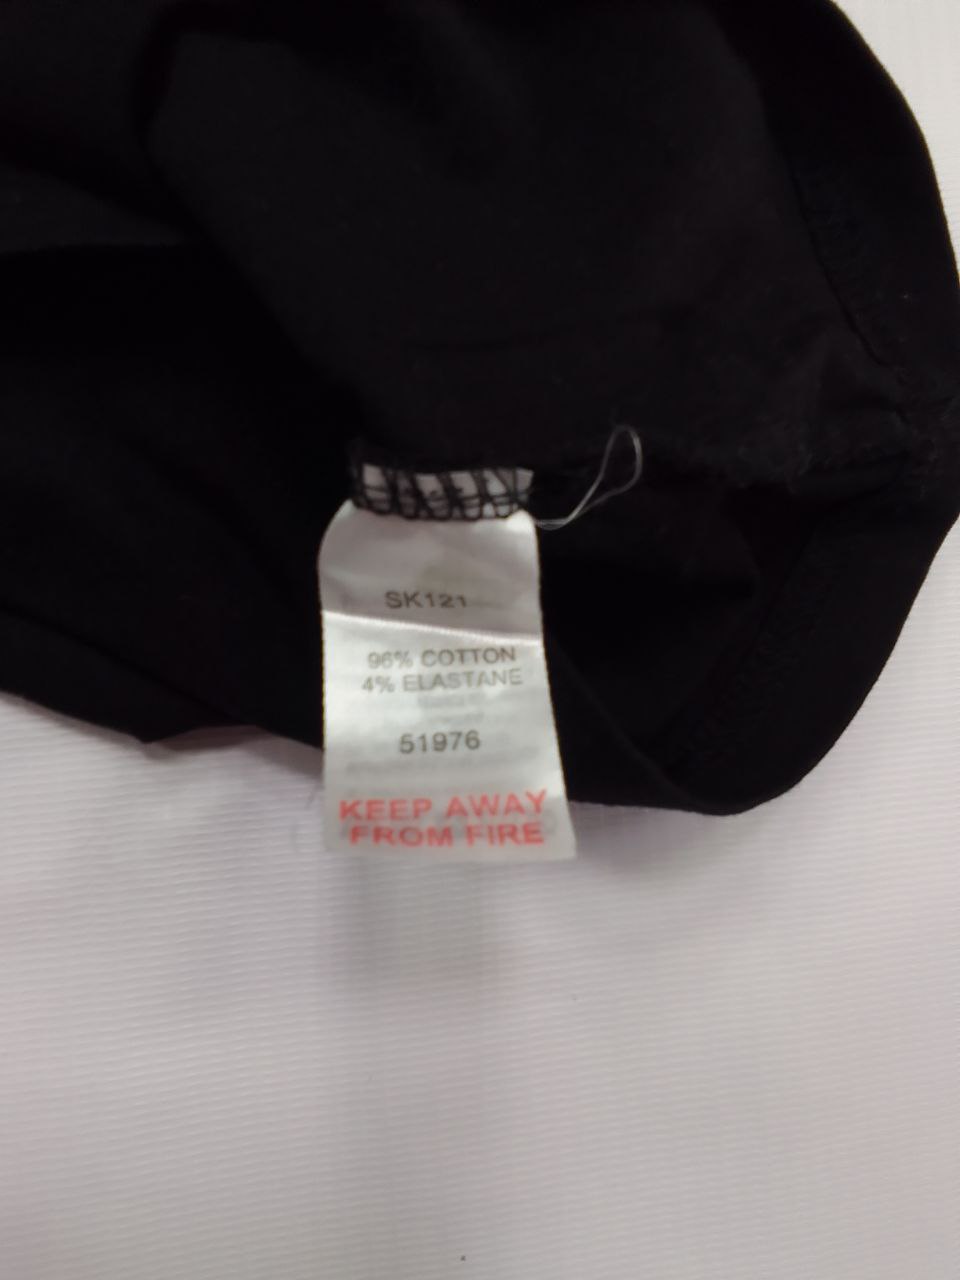 SK121
96% COTTON
4% ELASTANE
51976
KEEP AWAY
FROM FIRE